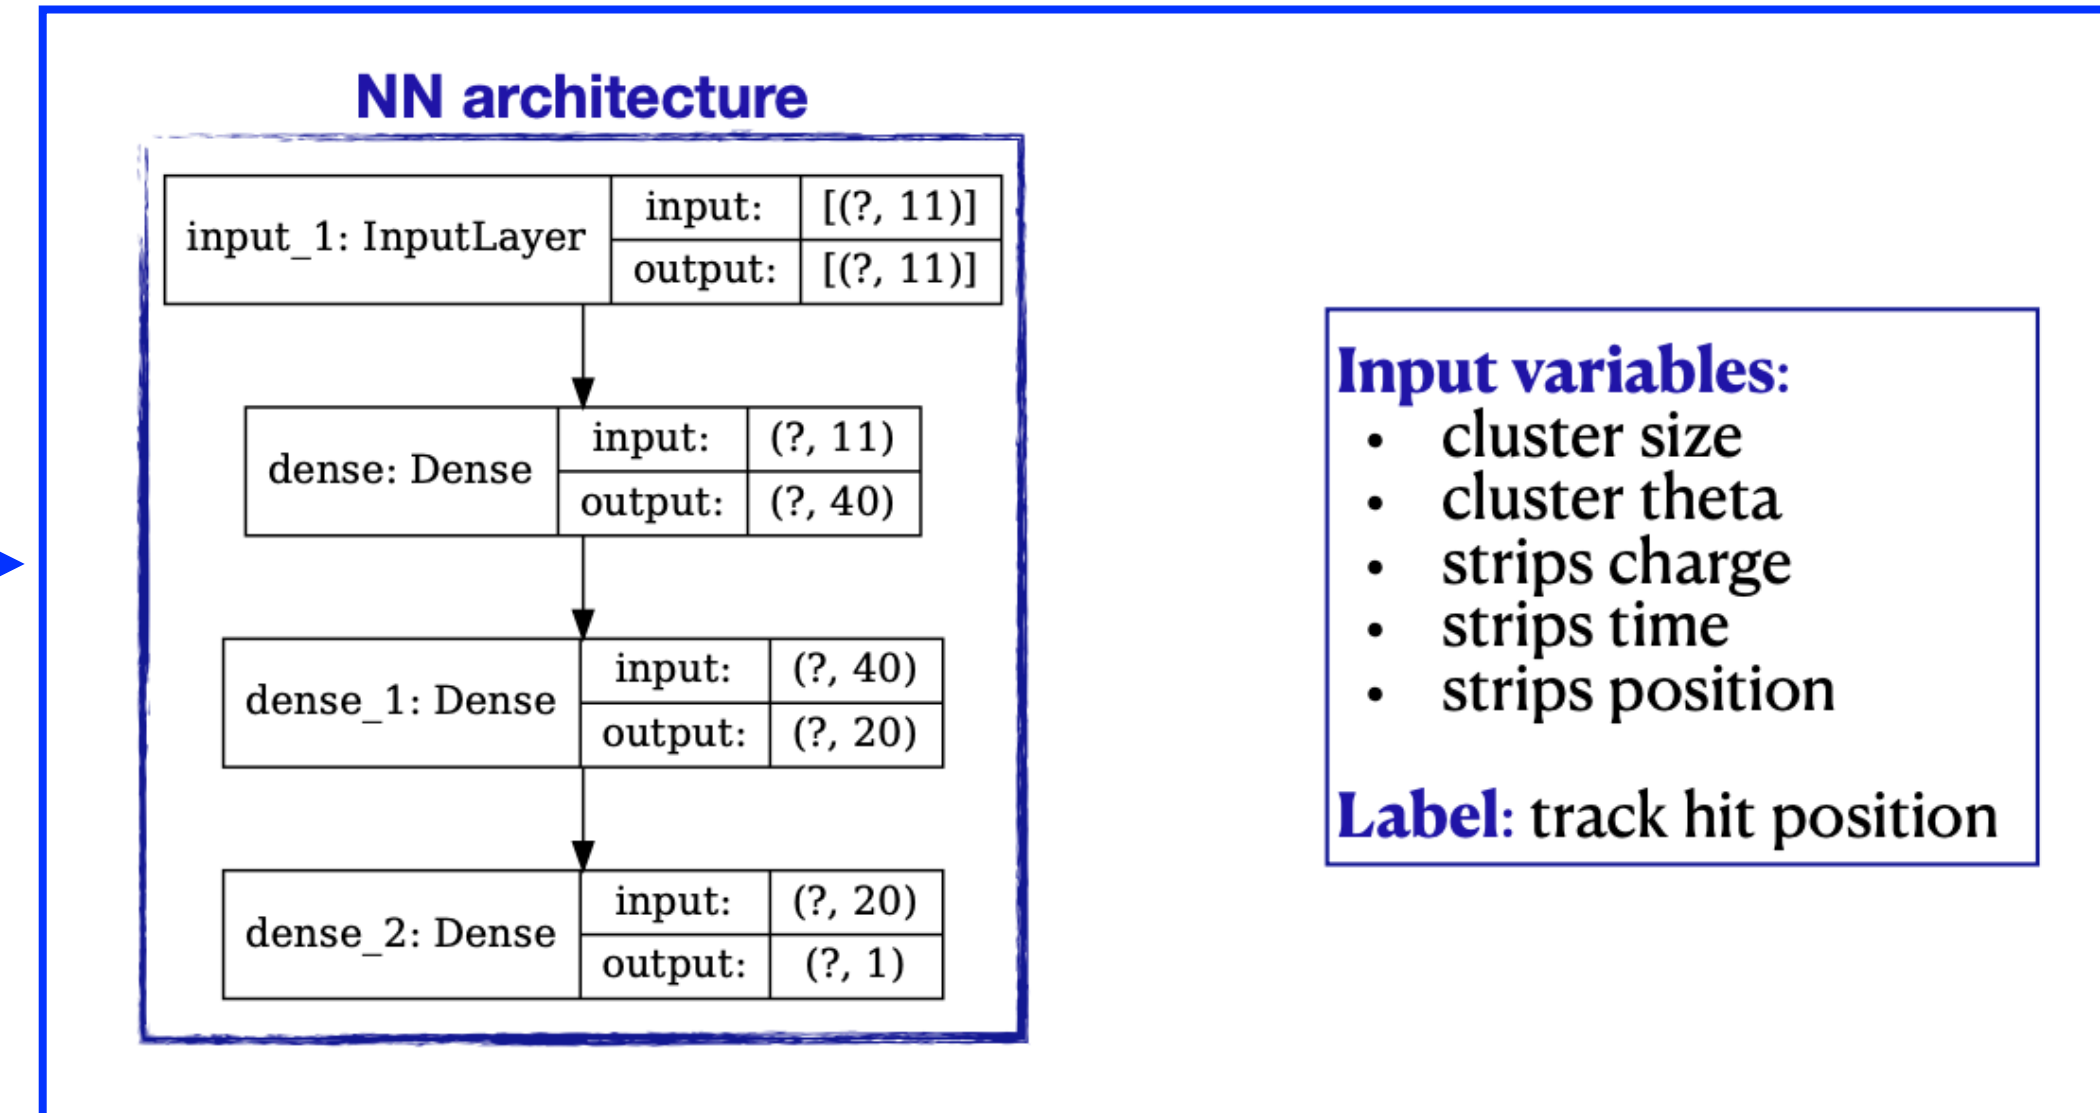 NN architecture
input_1: InputLayer
input:
[(?, 11)]
output:
[(?, 11)]
dense: Dense
input:
(?, 11)
output:
(?, 40)
dense_1: Dense
input:
(?, 40)
output:
(?, 20)
dense_2: Dense
input:
(?, 20)
output:
(?, 1)
Input variables:
• cluster size
• cluster theta
• strips charge
• strips time
• strips position
Label: track hit position